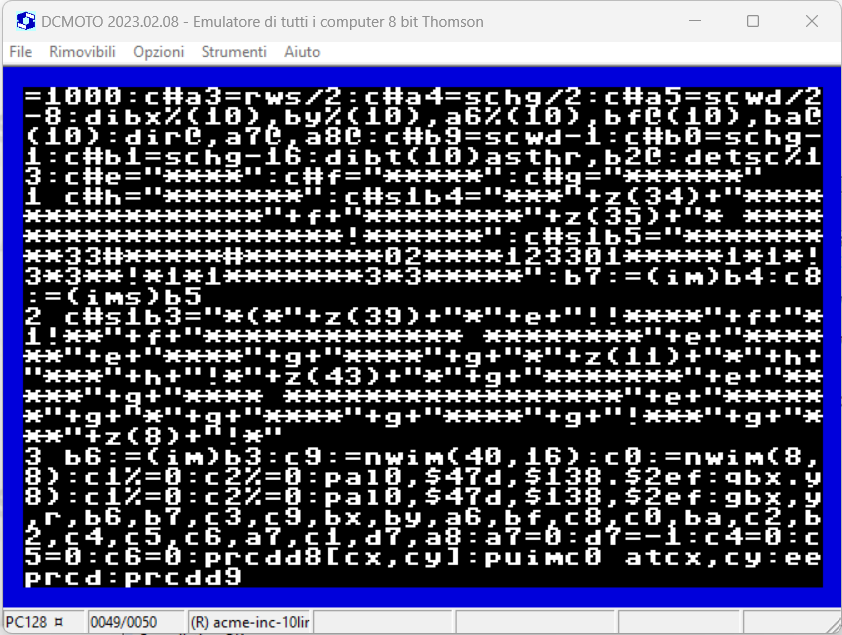 DCMOTO 2023.02.08 - Emulatore di tutti i computer 8 bit Thomson
File Rimovibili Opzioni Strumenti Aiuto
=1000:c#a3=rws/2:c#a4=schg/2:c#a5=scwd/2
-8:dibx%(10),by%(10),a6%(10),bf@(10),ba@
(10):dir@,a7@,a8@:c#b9=scwd-1:c#b0=schg-
1:c#b1=schg-16:dibt(10)asthr,b2@:detsc%1
3:c#e="****":c#f="*****":c#g="******"
1 c#h="*******":c#s1b4="***"+z(34)+"****
************"+f+"********"+z(35)+"* ****
****************!******":c#s1b5="*******
**33#*****#*******02****123301*****1*1*!
3*3**!*1*1*******3*3******":b7:=(im)b4:c8
:=(ims)b5
2 c#s1b3="*(*"+z(39)+"*"+e+"!!****"+f+"*
1!**"+f+"************* ********"+e+"****
**"+e+"****"+g+"****"+g+"*"+z(11)+"*"+h+
"***"+h+"!*"+z(43)+"*"+g+"*******"+e+"**
****"+g+"**** *****************"+e+"****
*"+g+"*"+g+"****"+g+"****"+g+"!***"+g+"*
**"+z(8)+"!*"
3 b6:=(im)b3:c9:=nwim(40,16):c0:=nwim(8,
8):c1%=0:c2%=0:pal0,$47d,$138.$2ef:gbx.y
8):c1%=0:c2%=0:pal0,$47d,$138,$2ef:gbx,y
,r,b6,b7,c3,c9,bx,by,a6,bf,c8,c0,ba,c2,b
2,c4,c5,c6,a7,c1,d7,a8:a7=0:d7=-1:c4=0:c
5=0:c6=0:prcdd8[cx,cy]:puimc0 atcx,cy:ee
prcd:prcdd9
PC128 ¤ 0049/0050 (R) acme-inc-10lir